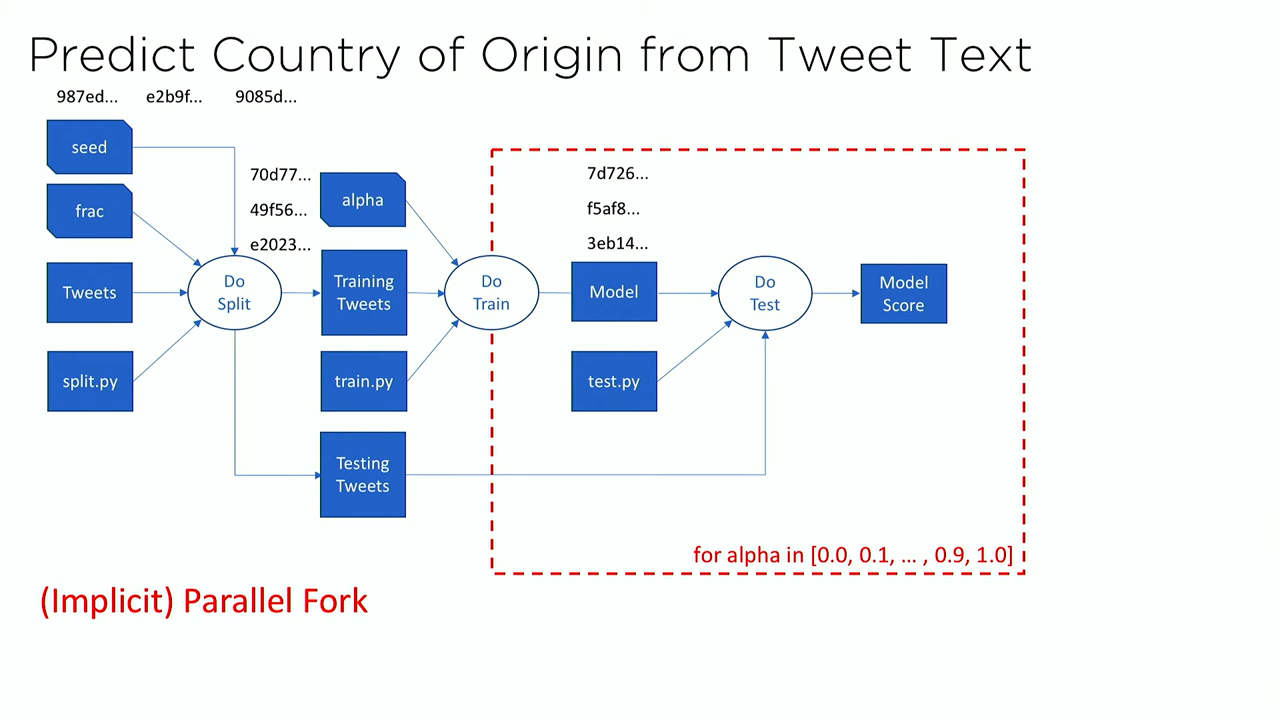 Predict Country of Origin from Tweet Text
987ed... e2b9f... 9085d...
seed
frac
Tweets
split.py
Do
Split
70d77...
49f56...
e2023...
alpha
Training
Tweets
train.py
Testing
Tweets
Do
Train
7d726...
f5af8...
3eb14...
Model
test.py
Do
Test
Model
Score
for alpha in [0.0, 0.1, ... , 0.9, 1.0]
(Implicit) Parallel Fork